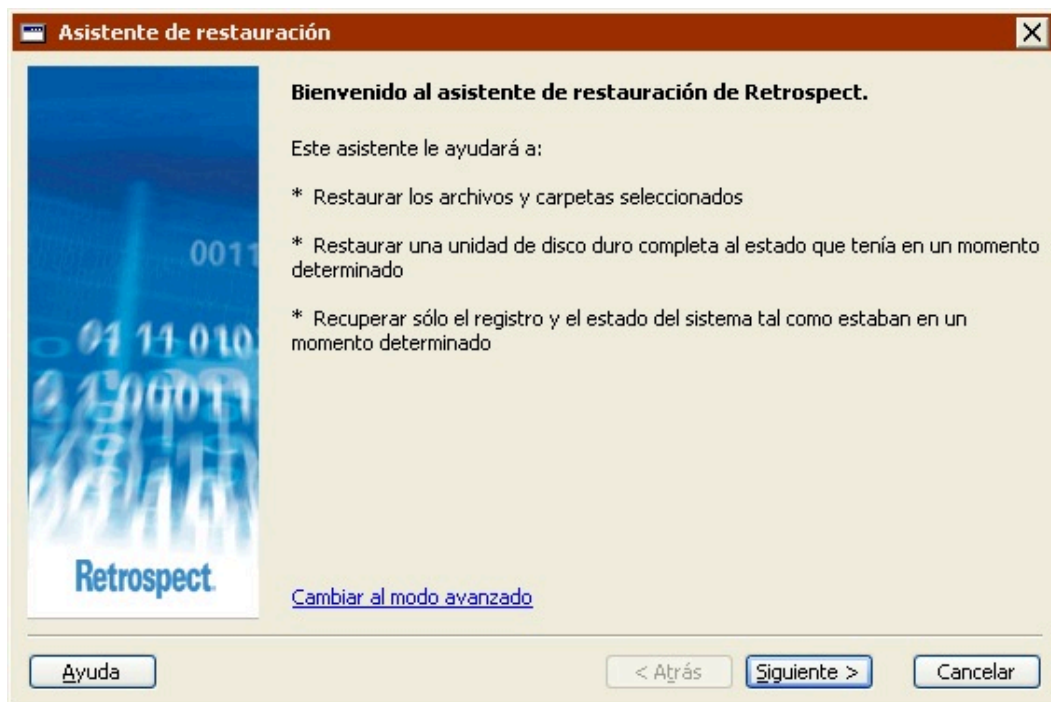 Asistente de restauración
Bienvenido al asistente de restauración de Retrospect.
Este asistente le ayudará a:
* Restaurar los archivos y carpetas seleccionados
* Restaurar una unidad de disco duro completa al estado que tenía en un momento
determinado
* Recuperar sólo el registro y el estado del sistema tal como estaban en un
momento determinado
0011
01 11 010
00011
Retrospect.
Cambiar al modo avanzado
Ayuda
< Atrás
Siguiente >
Cancelar